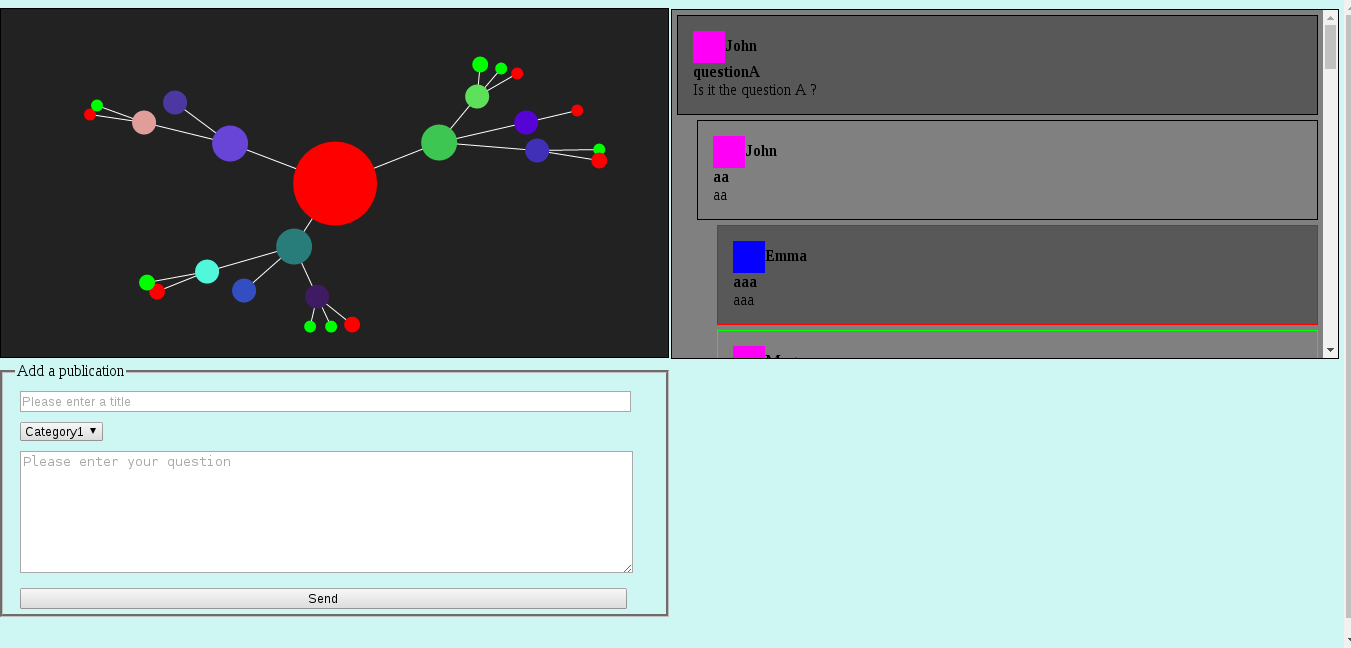 John
questionA
Is it the question A ?
John
aa
aa
Emma
aaa
aaa
Add a publication
Please enter a title
Category1
Please enter your question
Send